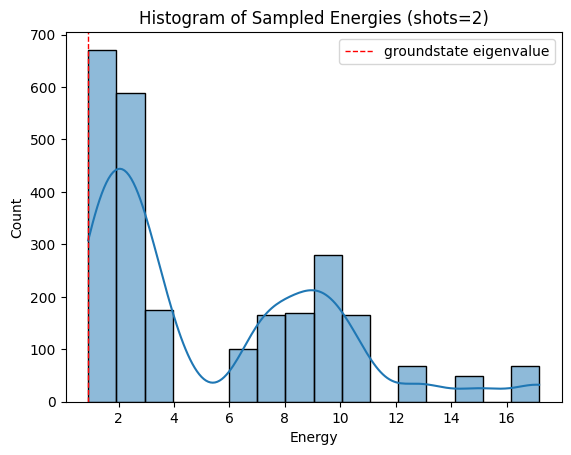 Histogram of Sampled Energies (shots=2)
groundstate eigenvalue
700
600
500
400
300
200
100
0
Count
2 4 6 8 10 12 14 16
Energy